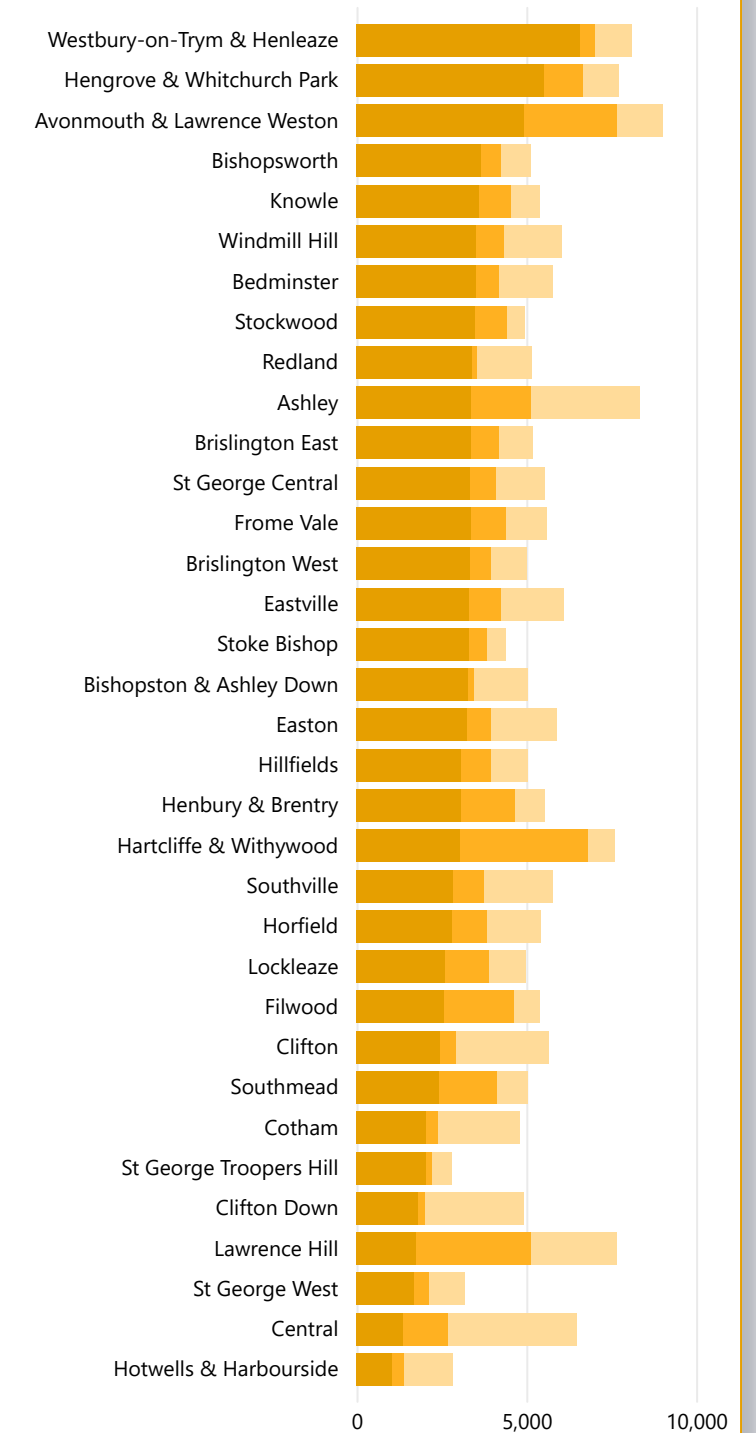 Westbury-on-Trym & Henleaze
Hengrove & Whitchurch Park
Avonmouth & Lawrence Weston
Bishopsworth
Knowle
Windmill Hill
Bedminster
Stockwood
Redland
Ashley
Brislington East
St George Central
Frome Vale
Brislington West
Eastville
Stoke Bishop
Bishopston & Ashley Down
Easton
Hillfields
Henbury & Brentry
Hartcliffe & Withywood
Southville
Horfield
Lockleaze
Filwood
Clifton
Southmead
Cotham
St George Troopers Hill
Clifton Down
Lawrence Hill
St George West
Central
Hotwells & Harbourside
0 5,000 10,000